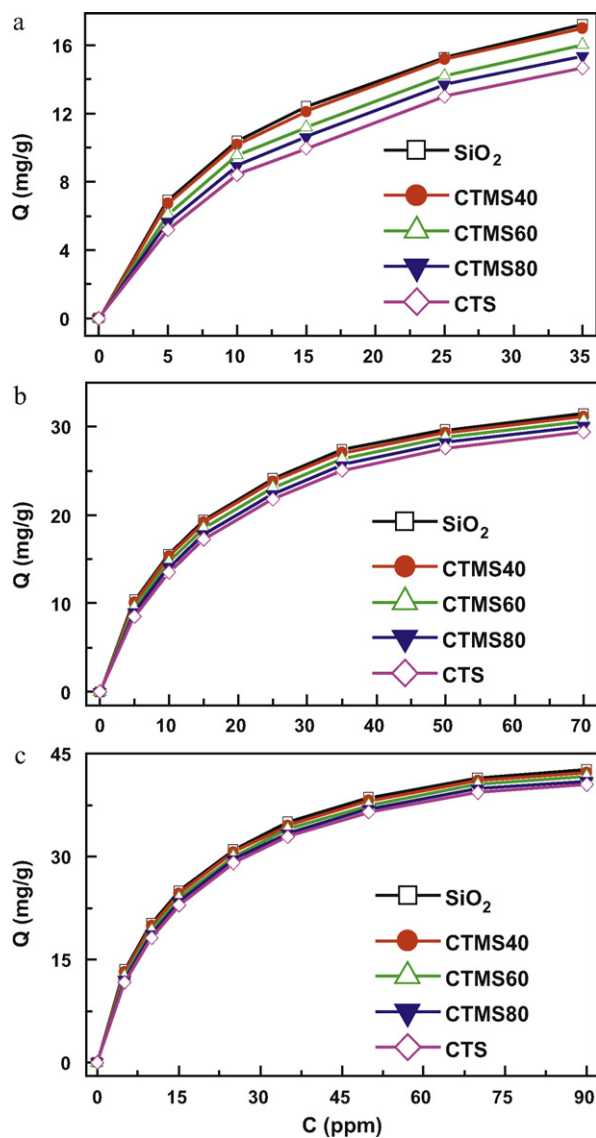 a
16
12
8
4
0
Q (mg/g)
SiO₂
CTMS40
CTMS60
CTMS80
CTS
0 5 10 15 20 25 30 35
b
30
20
10
0
Q (mg/g)
SiO₂
CTMS40
CTMS60
CTMS80
CTS
0 10 20 30 40 50 60 70
c
45
30
15
0
Q (mg/g)
SiO₂
CTMS40
CTMS60
CTMS80
CTS
0 15 30 45 60 75 90
C (ppm)